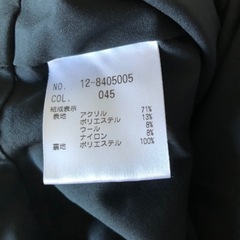 NO. 12-8405005
COL. 045
組成表示
表地 アクリル 71%
ポリエステル 13%
ウール 8%
ナイロン 8%
裏地 ポリエステル 100%